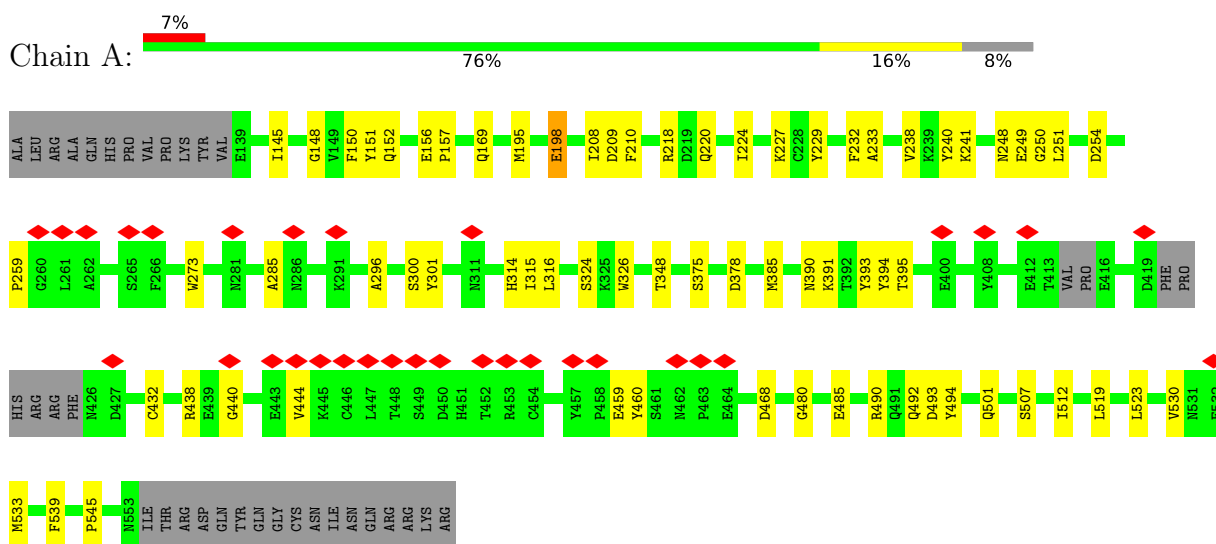 7%
Chain A:
76% 16% 8%
ALA LEU ARG ALA GLN HIS PRO VAL PRO LYS TYR VAL E139 I145 G148 V149 F150 Y151 Q152 E156 P157 Q169 M195 E198 I208 D209 F210 R218 D219 Q220 I224 K227 C228 Y229 F232 A233 V238 K239 Y240 K241 N248 E249 G250 L251 D254
P259 G260 L261 A262 S265 F266 W273 N281 A285 N286 K291 A296 S300 Y301 N311 H314 I315 L316 S324 K325 W326 T348 S375 D378 M385 N390 K391 T392 Y393 Y394 T395 E400 Y408 E412 T413 VAL PRO E416 D419 PHE PRO
HIS ARG ARG PHE N426 D427 C432 R438 E439 G440 E443 V444 K445 C446 L447 T448 S449 D450 H451 T452 R453 C454 Y457 P458 E459 Y460 S461 N462 P463 E464 D468 G480 E485 R490 Q491 Q492 D493 Y494 Q501 S507 I512 L519 L523 V530 N531 E532
M533 F539 P545 N553 ILE THR ARG ASP GLN TYR GLN GLY CYS ASN ILE ASN GLN ARG ARG LYS ARG